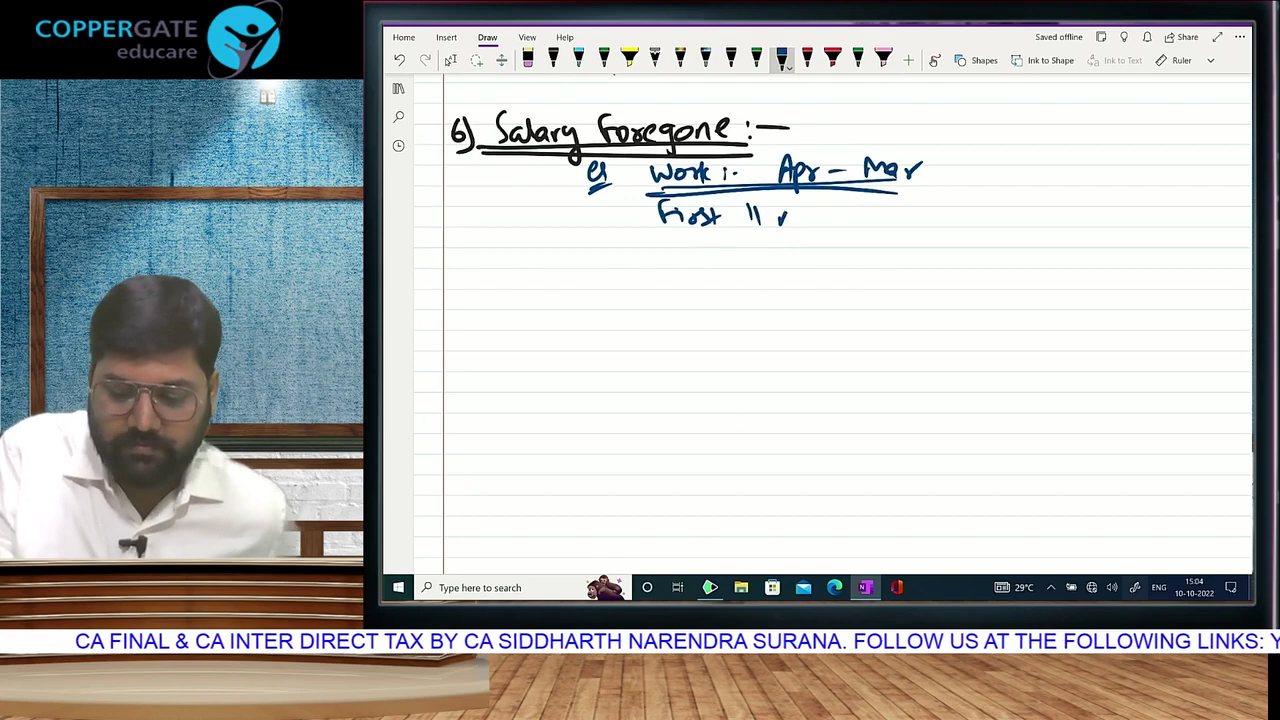 COPPERGATE
educare
Home Insert Draw View Help
Saved offline
Share
Shapes
Ink to Shape
Ink to Text
Ruler
6) Salary Foregone :-
eg Work :- Apr - Mar
First 11
Type here to search
29°C
ENG
15:04
10-10-2022
CA FINAL & CA INTER DIRECT TAX BY CA SIDDHARTH NARENDRA SURANA. FOLLOW US AT THE FOLLOWING LINKS: Y